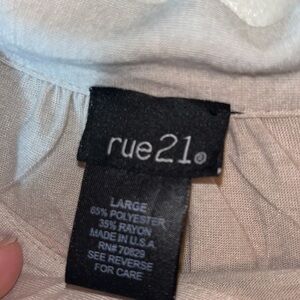 rue21®
LARGE
65% POLYESTER
35% RAYON
MADE IN U.S.A.
RN# 70829
SEE REVERSE
FOR CARE